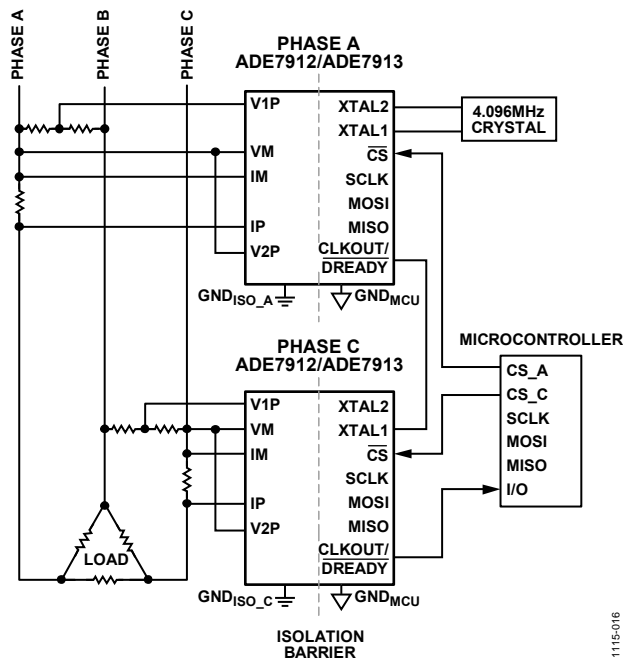 PHASE A
PHASE B
PHASE C
PHASE A
ADE7912/ADE7913
V1P
VM
IM
IP
V2P
XTAL2
XTAL1
CS
SCLK
MOSI
MISO
CLKOUT/
DREADY
4.096MHz
CRYSTAL
GNDISO_A
GNDMCU
PHASE C
ADE7912/ADE7913
V1P
VM
IM
IP
V2P
XTAL2
XTAL1
CS
SCLK
MOSI
MISO
CLKOUT/
DREADY
MICROCONTROLLER
CS_A
CS_C
SCLK
MOSI
MISO
I/O
LOAD
GNDISO_C
GNDMCU
ISOLATION
BARRIER
1115-016